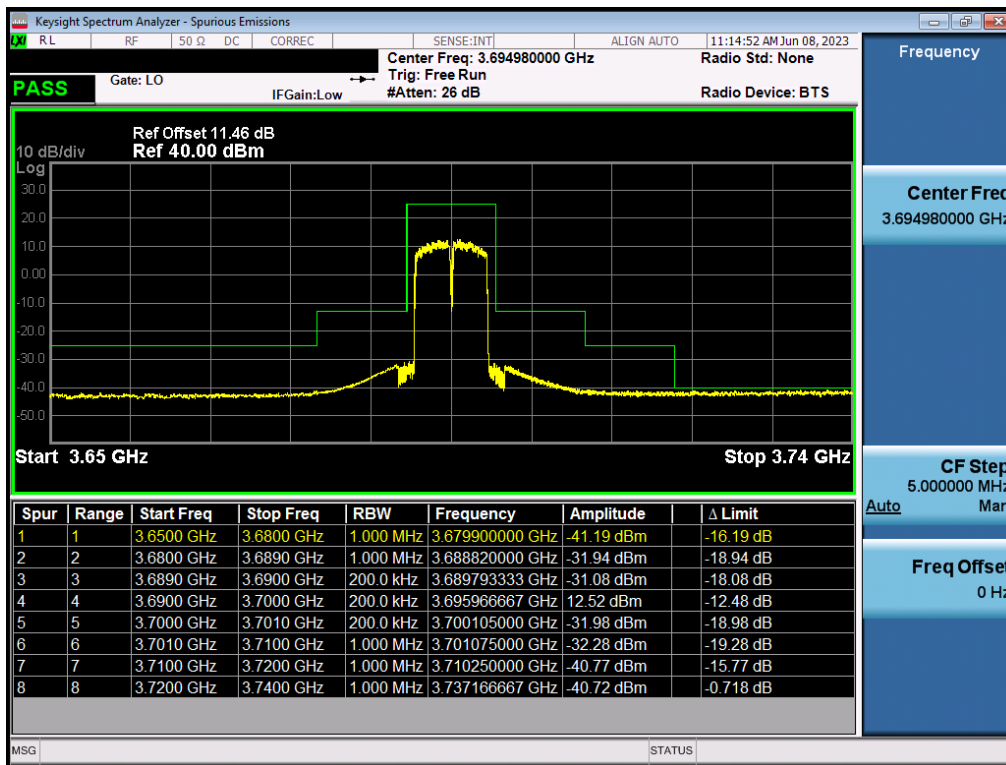 Keysight Spectrum Analyzer - Spurious Emissions
LXI RL RF 50 Ω DC CORREC SENSE:INT ALIGN AUTO 11:14:52 AM Jun 08, 2023
Center Freq: 3.694980000 GHz Radio Std: None
Gate: LO Trig: Free Run
PASS IFGain:Low #Atten: 26 dB Radio Device: BTS
Ref Offset 11.46 dB
10 dB/div Ref 40.00 dBm
Log
30.0
20.0
10.0
0.00
-10.0
-20.0
-30.0
-40.0
-50.0
Start 3.65 GHz Stop 3.74 GHz
Spur Range Start Freq Stop Freq RBW Frequency Amplitude Δ Limit
1 1 3.6500 GHz 3.6800 GHz 1.000 MHz 3.679900000 GHz -41.19 dBm -16.19 dB
2 2 3.6800 GHz 3.6890 GHz 1.000 MHz 3.688820000 GHz -31.94 dBm -18.94 dB
3 3 3.6890 GHz 3.6900 GHz 200.0 kHz 3.689793333 GHz -31.08 dBm -18.08 dB
4 4 3.6900 GHz 3.7000 GHz 200.0 kHz 3.695966667 GHz 12.52 dBm -12.48 dB
5 5 3.7000 GHz 3.7010 GHz 200.0 kHz 3.700105000 GHz -31.98 dBm -18.98 dB
6 6 3.7010 GHz 3.7100 GHz 1.000 MHz 3.701075000 GHz -32.28 dBm -19.28 dB
7 7 3.7100 GHz 3.7200 GHz 1.000 MHz 3.710250000 GHz -40.77 dBm -15.77 dB
8 8 3.7200 GHz 3.7400 GHz 1.000 MHz 3.737166667 GHz -40.72 dBm -0.718 dB
MSG STATUS
Frequency
Center Freq
3.694980000 GHz
CF Step
5.000000 MHz
Auto Man
Freq Offset
0 Hz